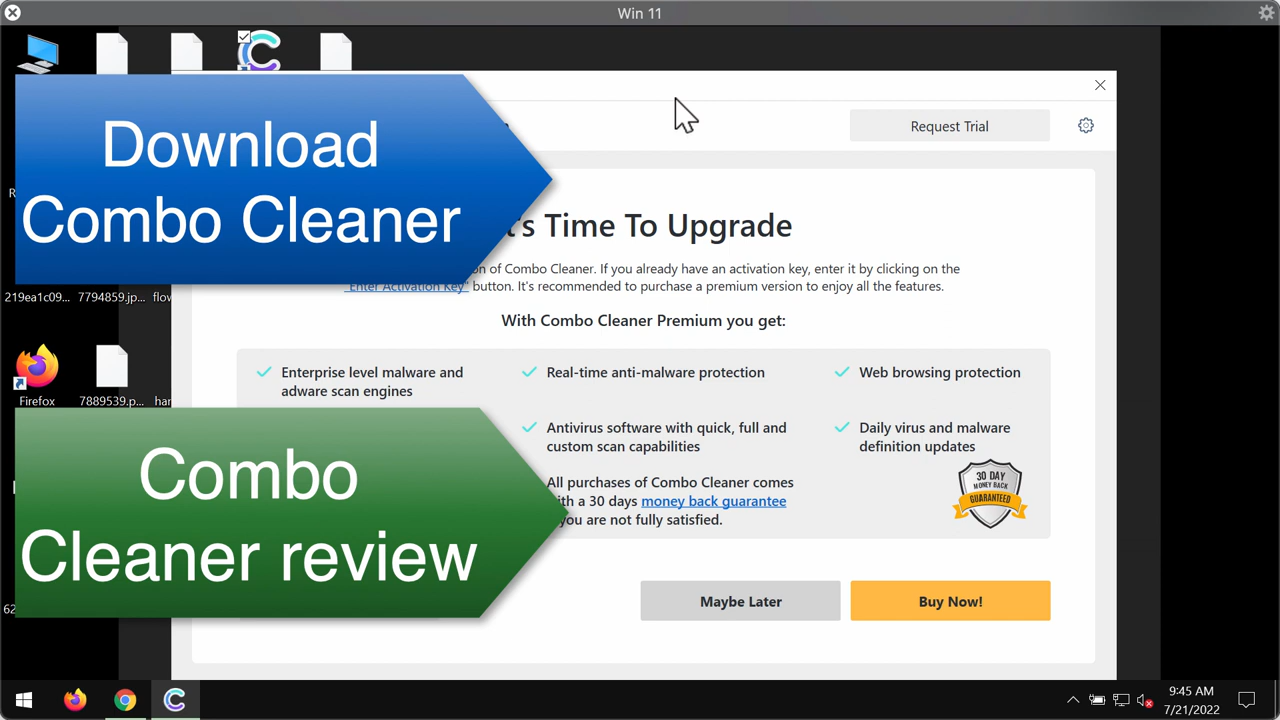 Win 11
Download
Combo Cleaner
Request Trial
's Time To Upgrade
on of Combo Cleaner. If you already have an activation key, enter it by clicking on the
"Enter Activation Key" button. It's recommended to purchase a premium version to enjoy all the features.
With Combo Cleaner Premium you get:
219ea1c09...
7794859.jp...
flow
Firefox
7889539.p...
har
Enterprise level malware and
adware scan engines
Real-time anti-malware protection
Web browsing protection
Antivirus software with quick, full and
custom scan capabilities
Daily virus and malware
definition updates
All purchases of Combo Cleaner comes
with a 30 days money back guarantee
you are not fully satisfied.
30 DAY
MONEY BACK
GUARANTEED
Combo
Cleaner review
Maybe Later
Buy Now!
9:45 AM
7/21/2022